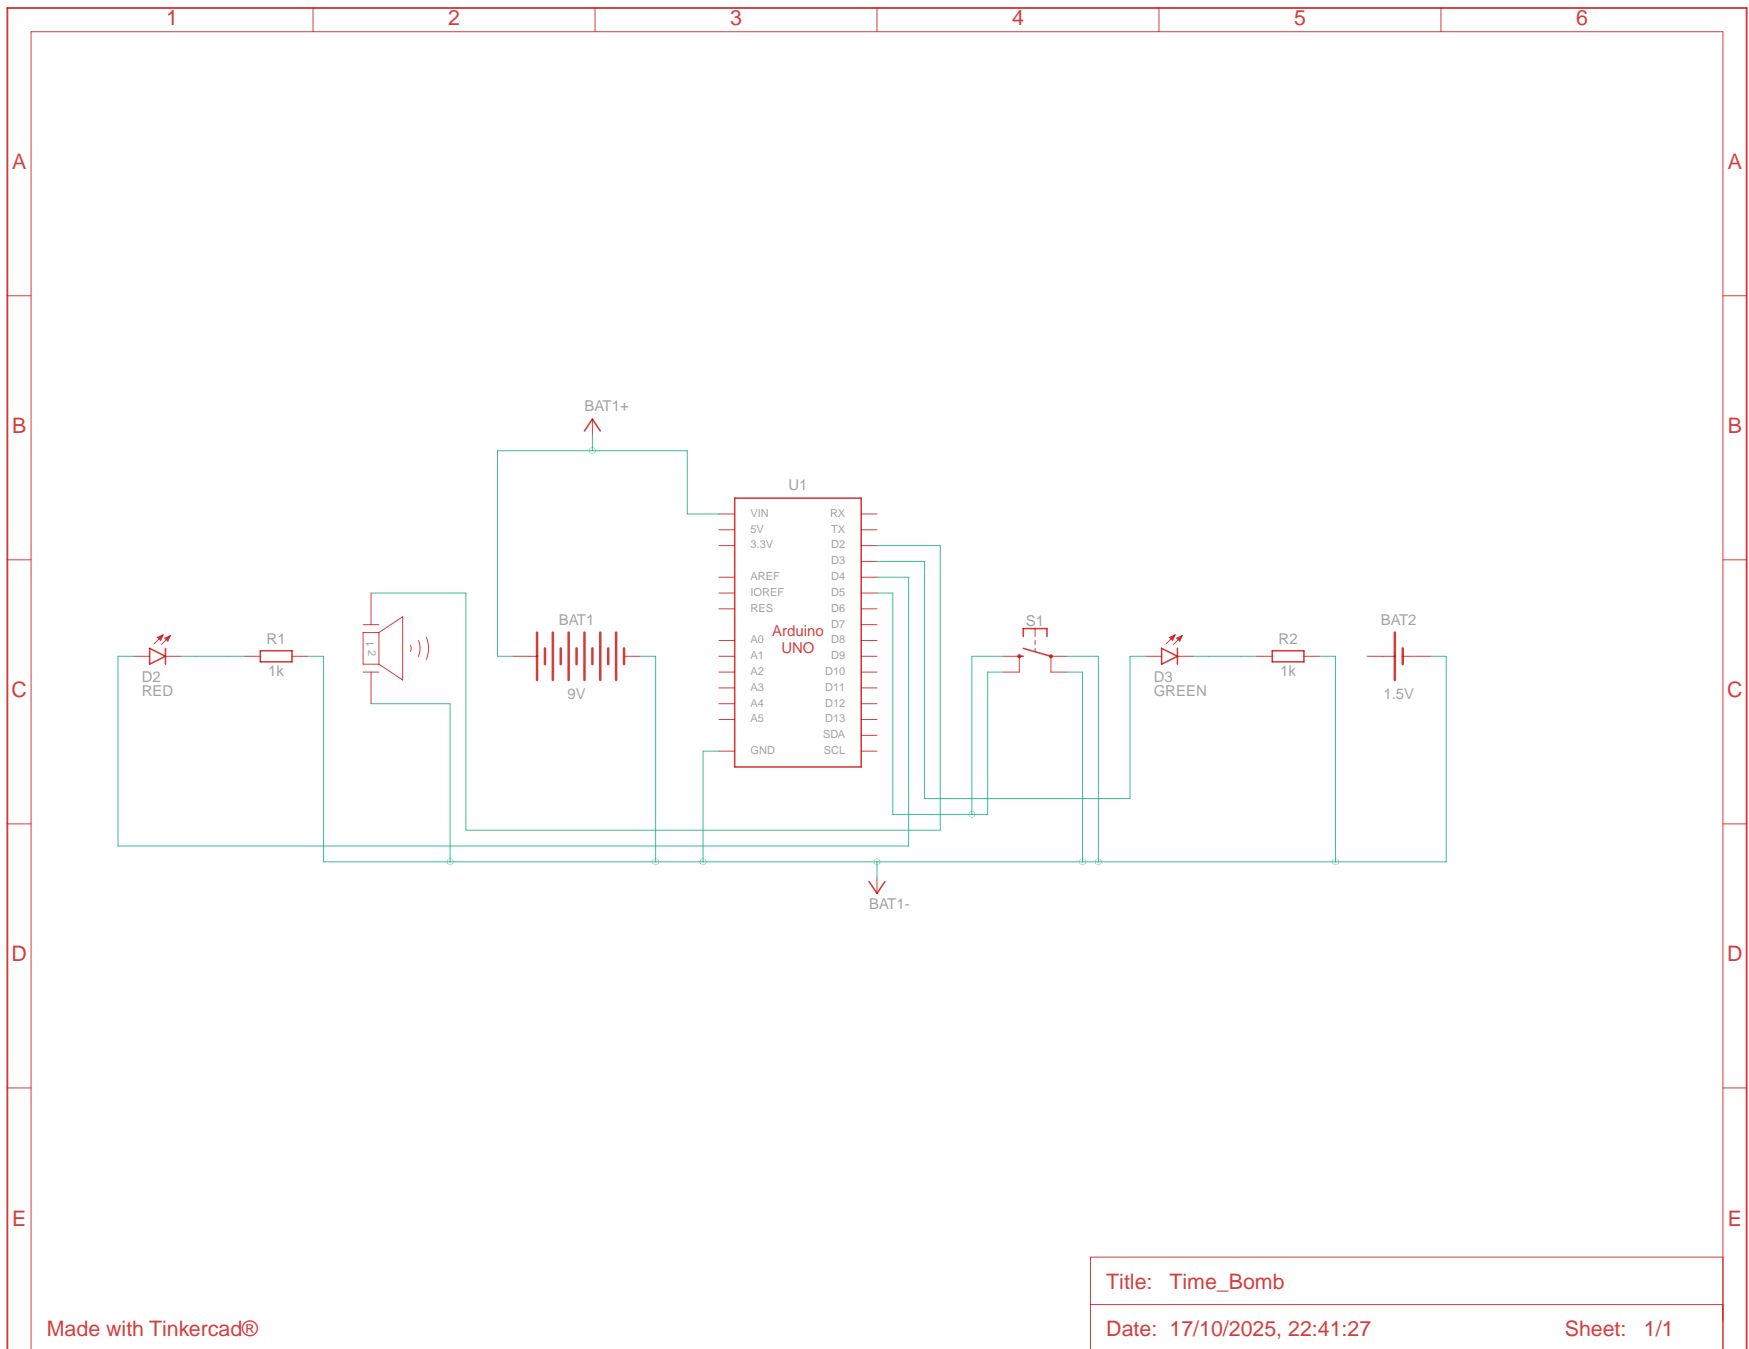 1 2 3 4 5 6
A A
BAT1+
B B
U1
VIN RX
5V TX
3.3V D2
D3
AREF D4
IOREF D5
RES D6
D7
A0 D8
A1 D9
A2 D10
A3 D11
A4 D12
A5 D13
SDA
GND SCL
Arduino
UNO
BAT1
9V
S1
BAT2
1.5V
R1
1k
1 2
D2
RED
R2
1k
D3
GREEN
C C
BAT1-
D D
E E
Title: Time_Bomb
Made with Tinkercad®
Date: 17/10/2025, 22:41:27 Sheet: 1/1